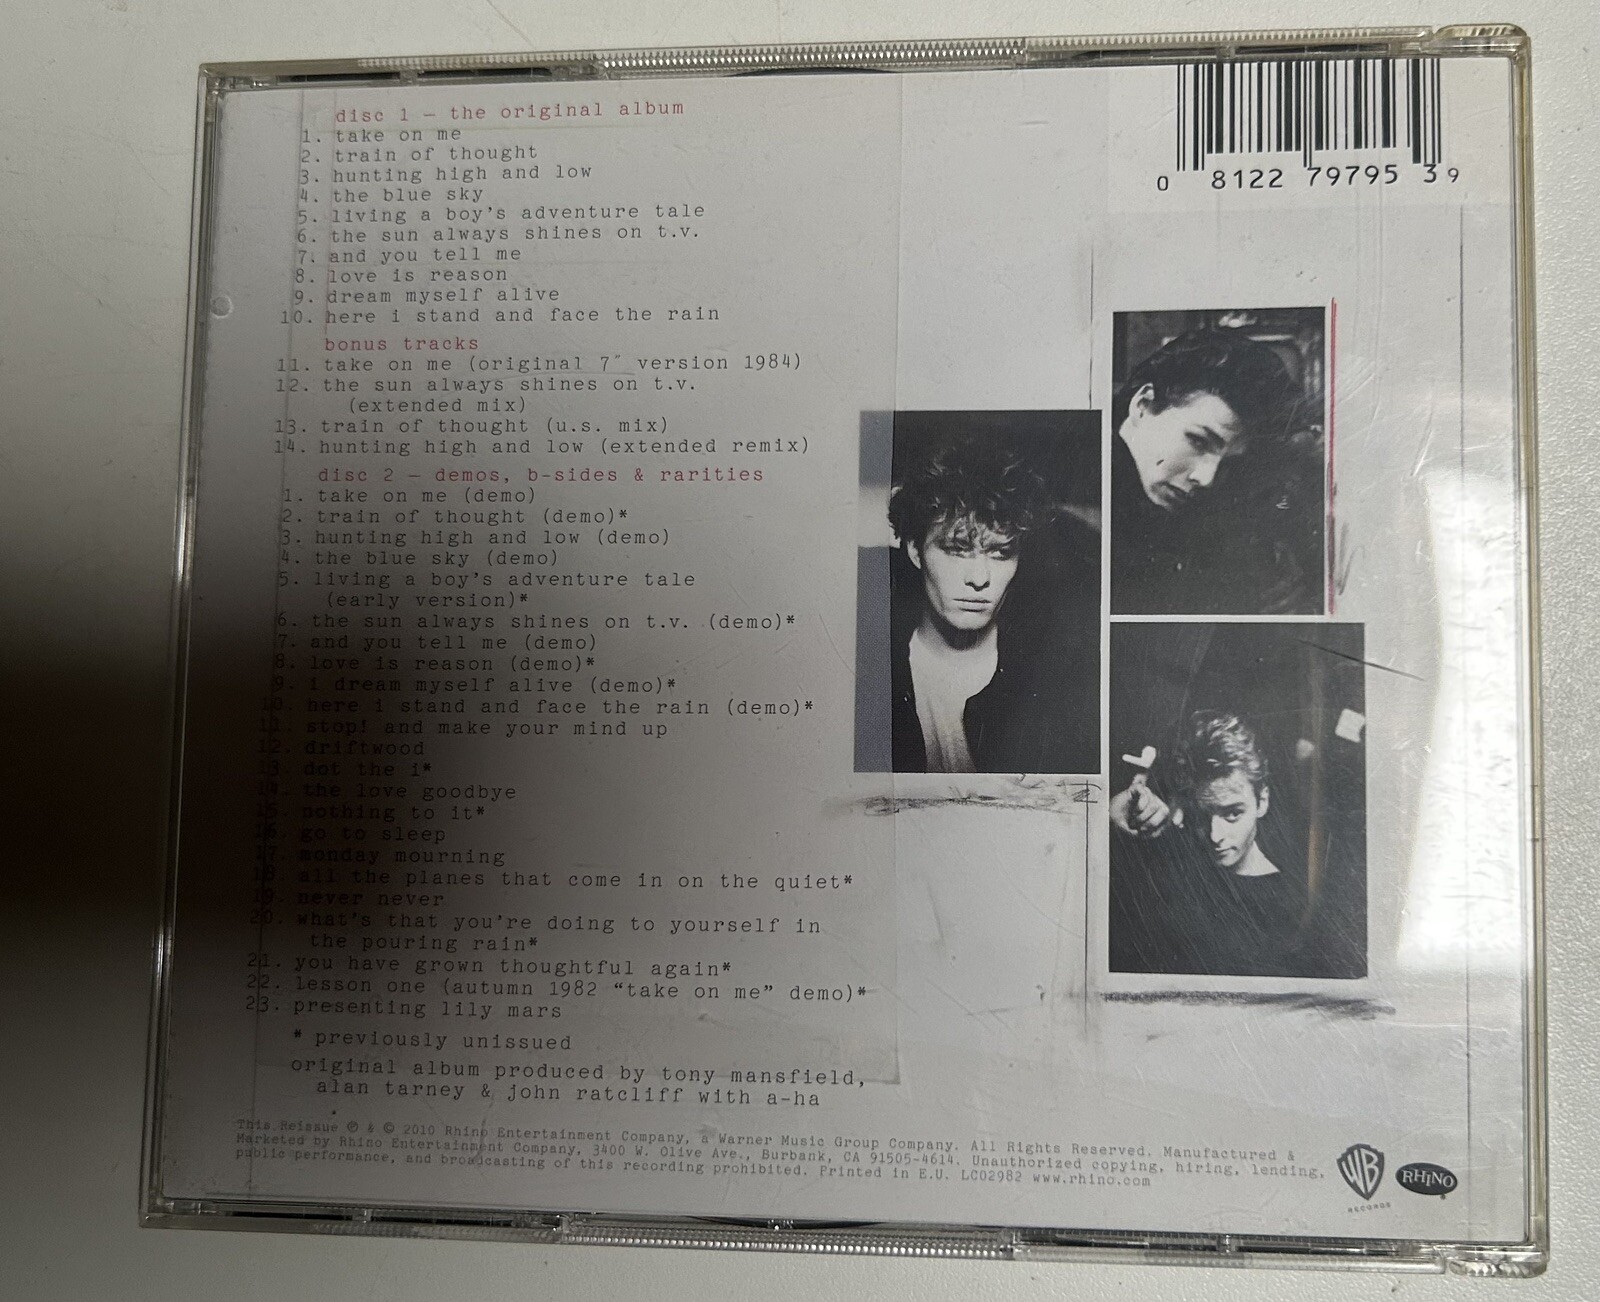 disc 1 – the original album
1. take on me
2. train of thought
3. hunting high and low
4. the blue sky
5. living a boy's adventure tale
6. the sun always shines on t.v.
7. and you tell me
8. love is reason
9. dream myself alive
10. here i stand and face the rain
bonus tracks
11. take on me (original 7″ version 1984)
12. the sun always shines on t.v.
(extended mix)
13. train of thought (u.s. mix)
14. hunting high and low (extended remix)
disc 2 – demos, b-sides & rarities
1. take on me (demo)
2. train of thought (demo)*
3. hunting high and low (demo)
4. the blue sky (demo)
5. living a boy's adventure tale
(early version)*
6. the sun always shines on t.v. (demo)*
7. and you tell me (demo)
8. love is reason (demo)*
9. i dream myself alive (demo)*
10. here i stand and face the rain (demo)*
11. stop! and make your mind up
12. driftwood
13. dot the i*
14. the love goodbye
15. nothing to it*
16. go to sleep
17. monday mourning
18. all the planes that come in on the quiet*
19. never never
20. what's that you're doing to yourself in
the pouring rain*
21. you have grown thoughtful again*
22. lesson one (autumn 1982 “take on me” demo)*
23. presenting lily mars
* previously unissued
original album produced by tony mansfield,
alan tarney & john ratcliff with a-ha
This Reissue ℗ & © 2010 Rhino Entertainment Company, a Warner Music Group Company. All Rights Reserved. Manufactured &
Marketed by Rhino Entertainment Company, 3400 W. Olive Ave., Burbank, CA 91505-4614. Unauthorized copying, hiring, lending,
public performance, and broadcasting of this recording prohibited. Printed in E.U. LC02982 www.rhino.com
0 8122 79795 3 9
WB
RECORDS
RHINO